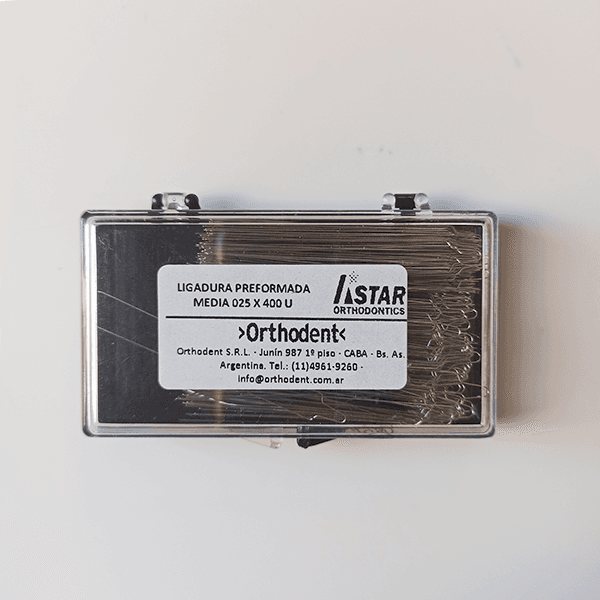 LIGADURA PREFORMADA
MEDIA 025 X 400 U
ASTAR
ORTHODONTICS
>Orthodent<
Orthodent S.R.L. - Junín 987 1º piso - CABA - Bs. As.
Argentina. Tel.: (11)4961-9260 -
info@orthodent.com.ar